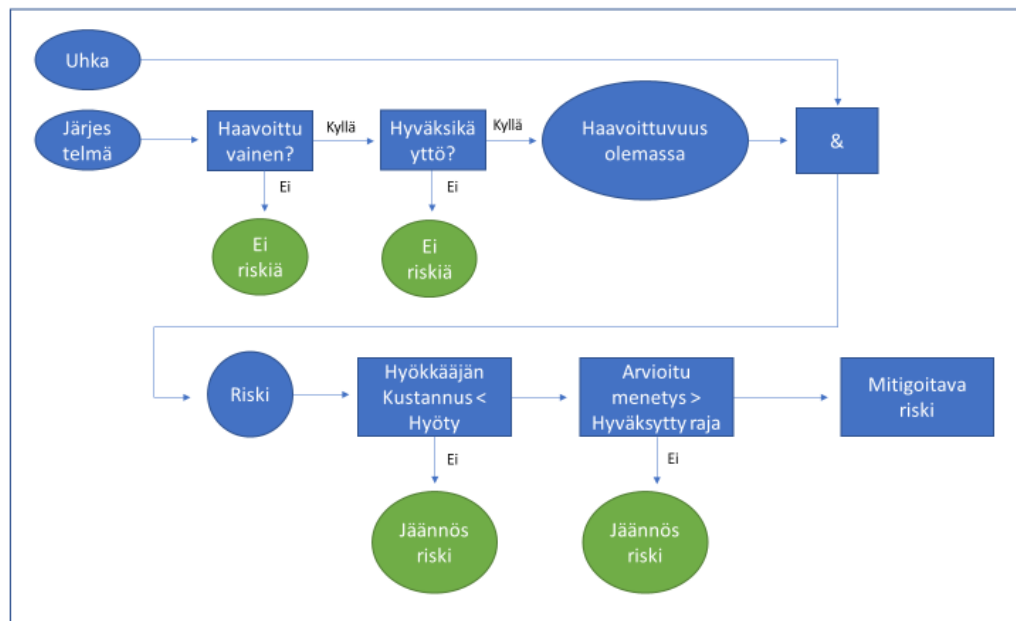 Uhka
Järjes
telmä
Haavoittu
vainen?
Kyllä
Hyväksikä
yttö?
Kyllä
Haavoittuvuus
olemassa
&
Ei
Ei
Ei
riskiä
Ei
riskiä
Riski
Hyökkääjän
Kustannus <
Hyöty
Arvioitu
menetys >
Hyväksytty raja
Mitigoitava
riski
Ei
Ei
Jäännös
riski
Jäännös
riski